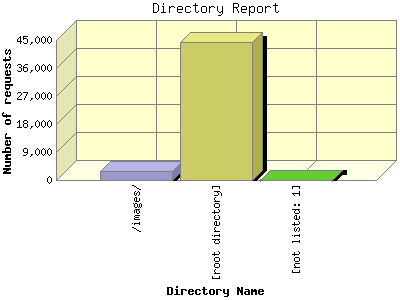 Directory Report
Number of requests
45,000
36,000
27,000
18,000
9,000
0
/images/
[root directory]
[not listed: 1]
Directory Name